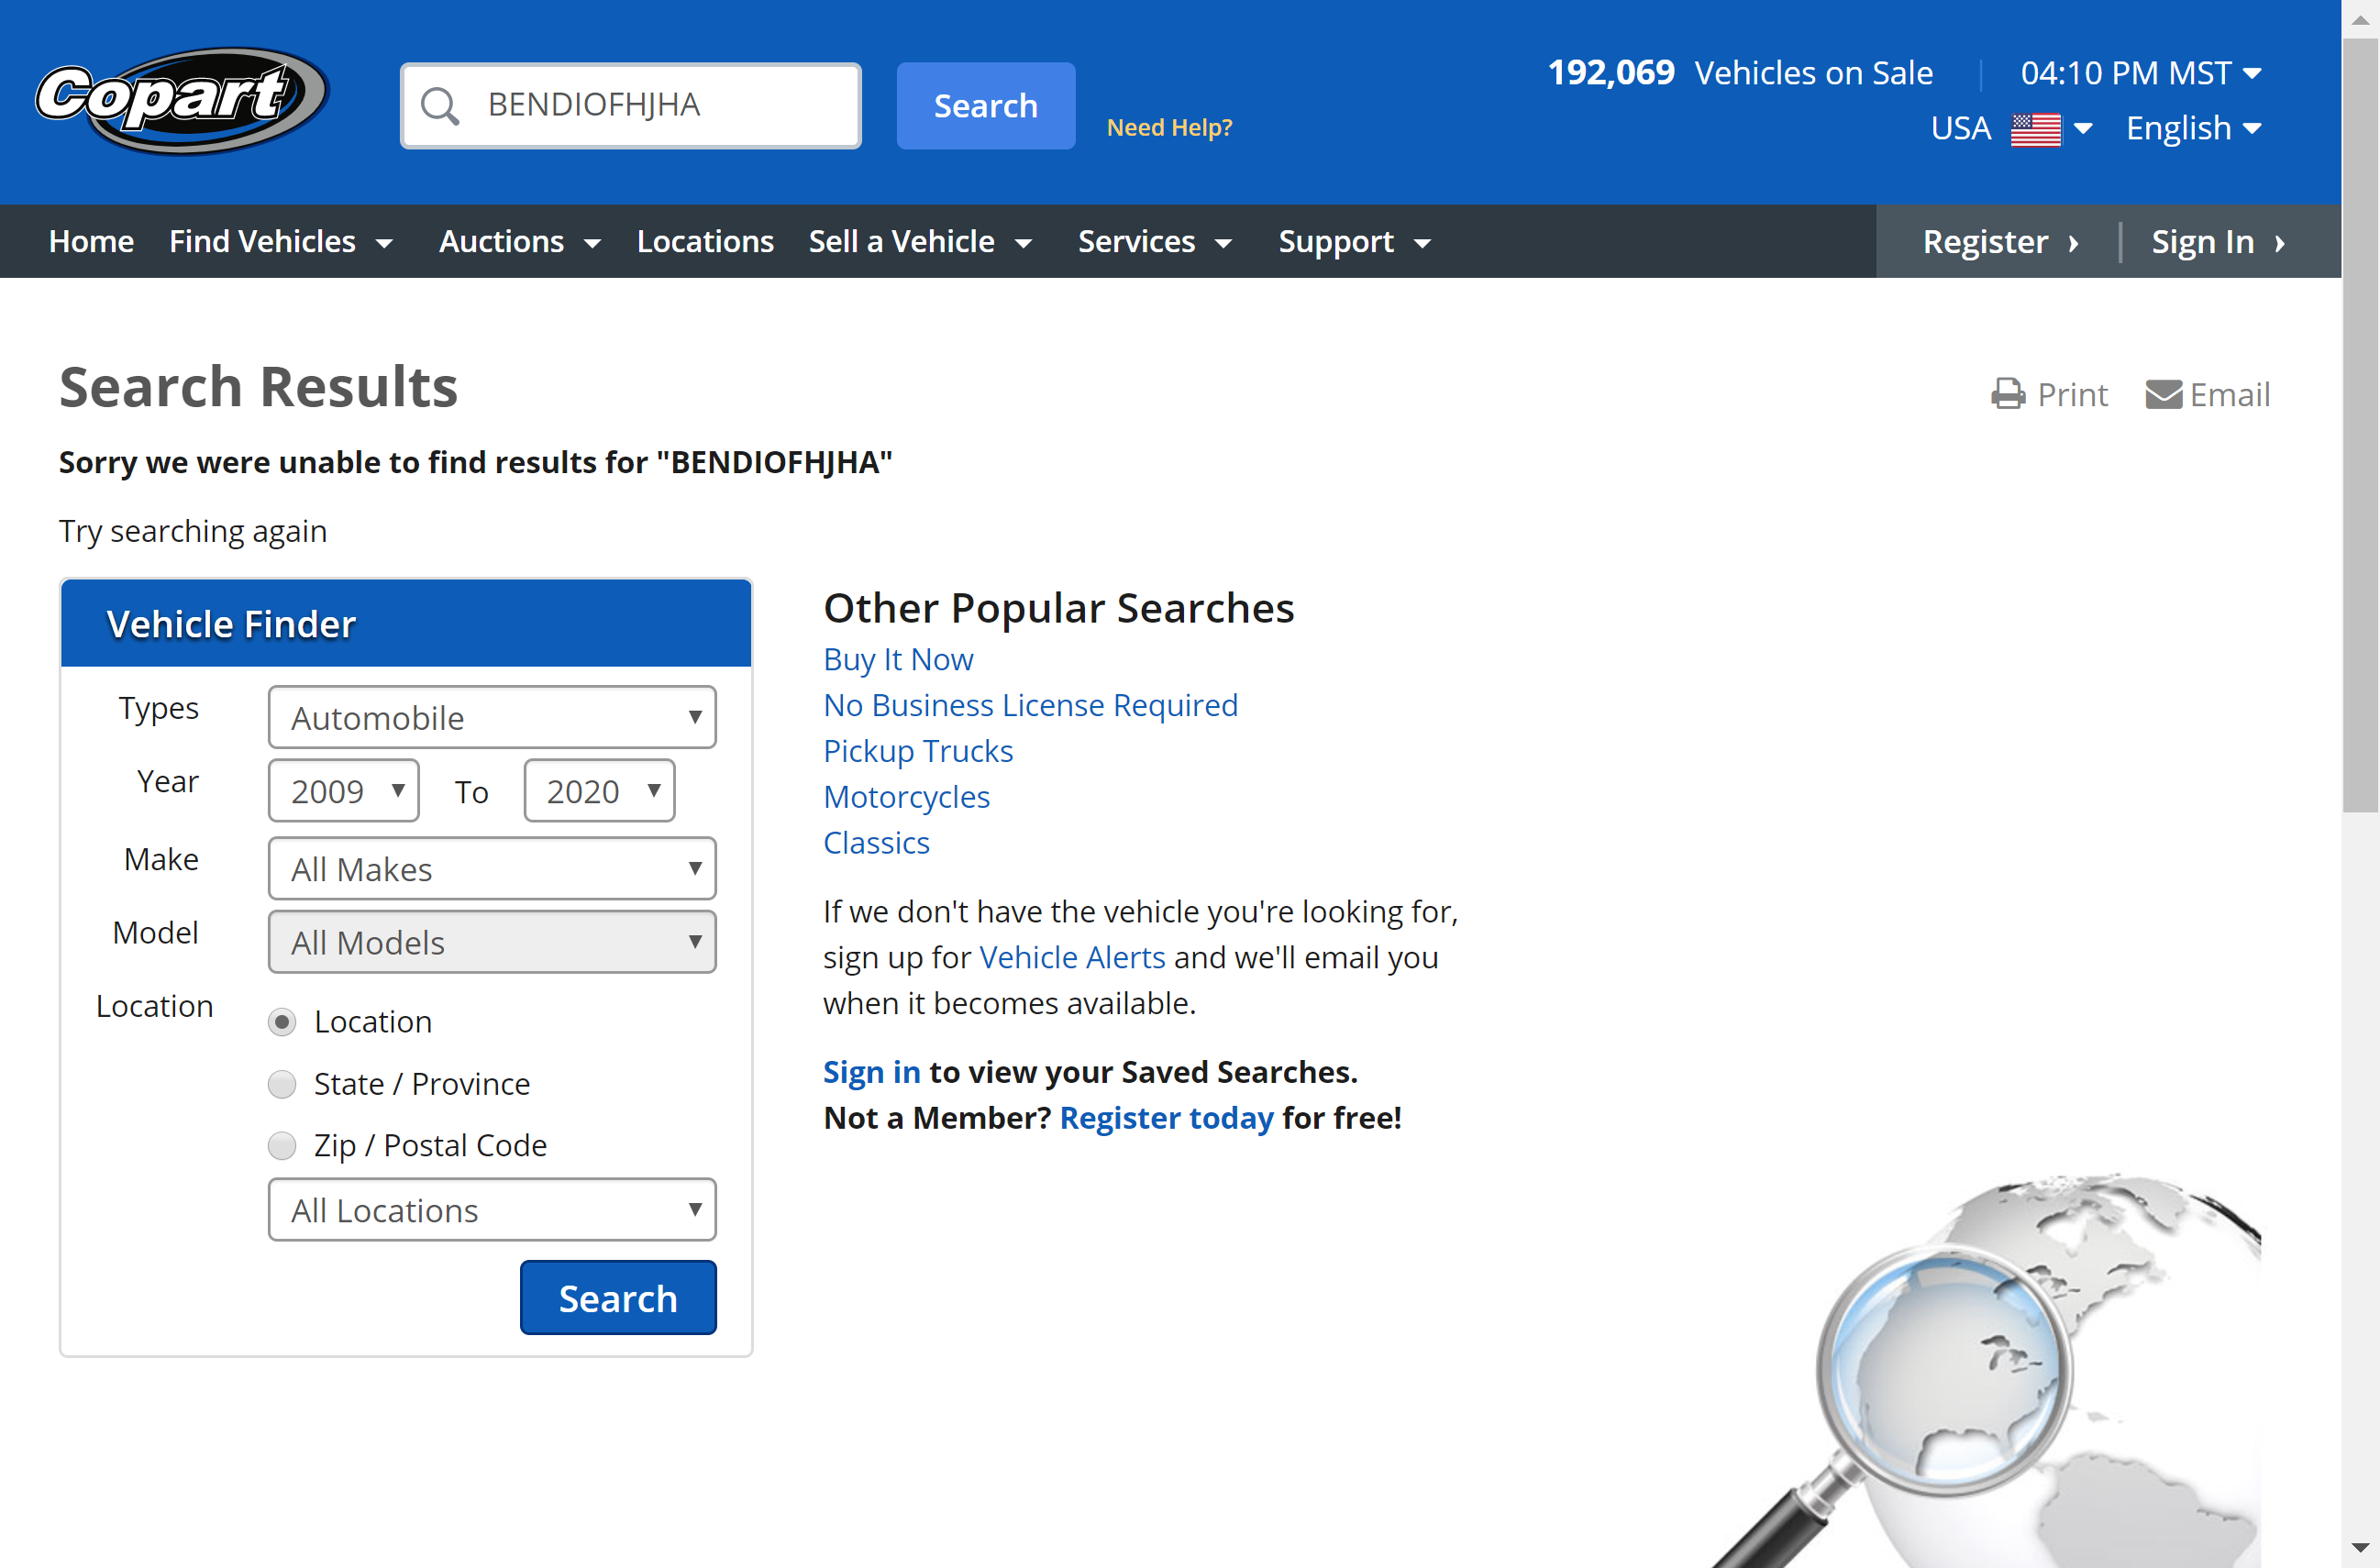 Copart
BENDIOFHJHA
Search
Need Help?
192,069 Vehicles on Sale
04:10 PM MST
USA
English
Home
Find Vehicles
Auctions
Locations
Sell a Vehicle
Services
Support
Register
Sign In
Search Results
Print
Email
Sorry we were unable to find results for "BENDIOFHJHA"
Try searching again
Vehicle Finder
Types
Automobile
Year
2009
To
2020
Make
All Makes
Model
All Models
Location
Location
State / Province
Zip / Postal Code
All Locations
Search
Other Popular Searches
Buy It Now
No Business License Required
Pickup Trucks
Motorcycles
Classics
If we don't have the vehicle you're looking for,
sign up for Vehicle Alerts and we'll email you
when it becomes available.
Sign in to view your Saved Searches.
Not a Member? Register today for free!